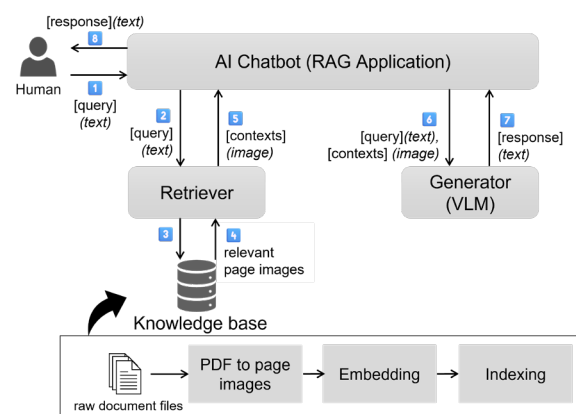 [response](text)
8
AI Chatbot (RAG Application)
Human
1
[query]
(text)
2
[query]
(text)
5
[contexts]
(image)
6
[query](text),
[contexts] (image)
7
[response]
(text)
Retriever
Generator
(VLM)
3
4
relevant
page images
Knowledge base
raw document files
PDF to page
images
Embedding
Indexing